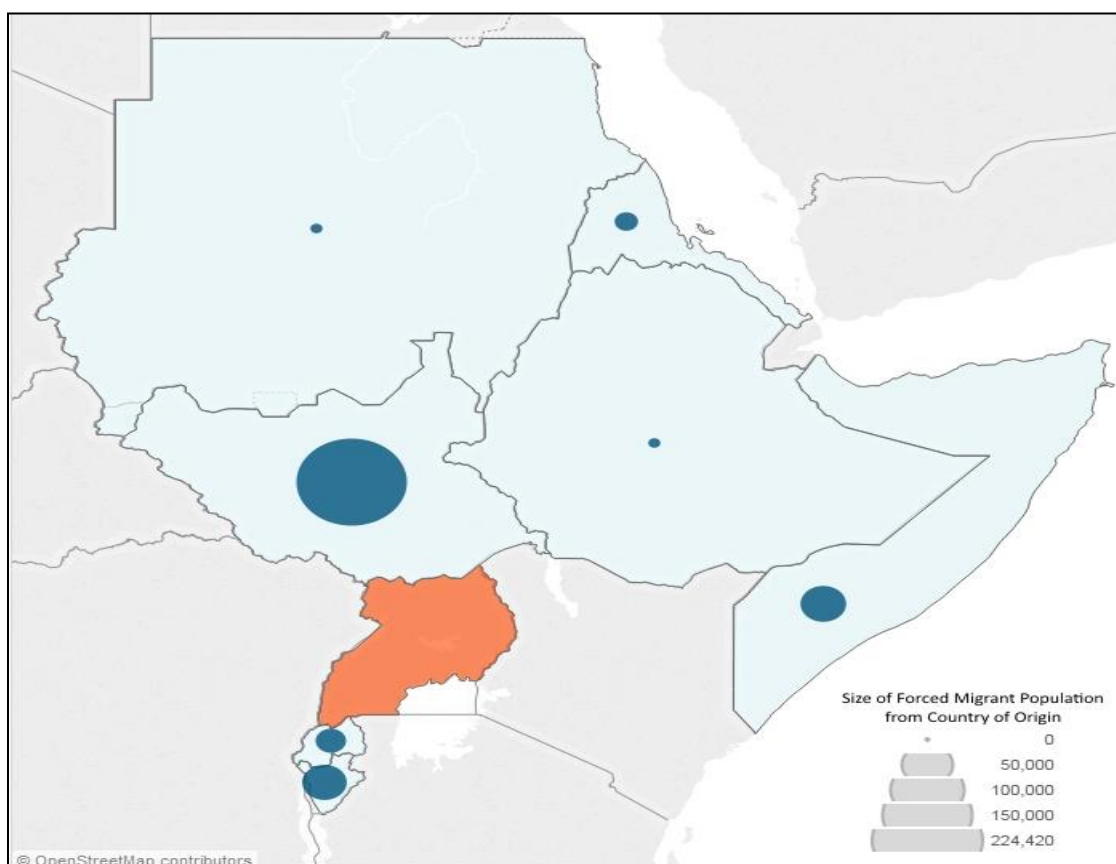 Size of Forced Migrant Population
from Country of Origin
0
50,000
100,000
150,000
224,420
© OpenStreetMap contributors